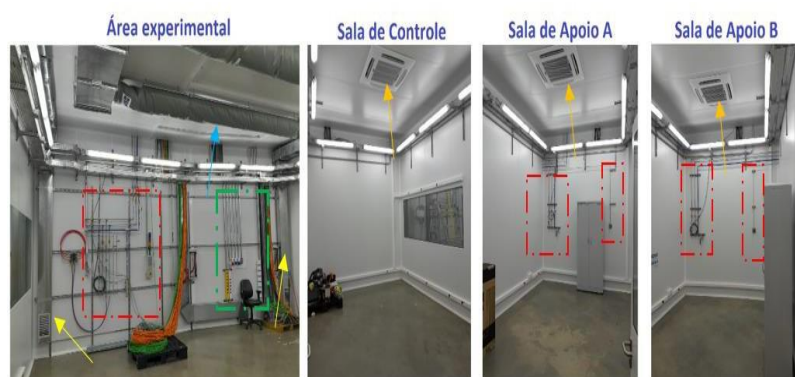 Área experimental
Sala de Controle
Sala de Apoio A
Sala de Apoio B